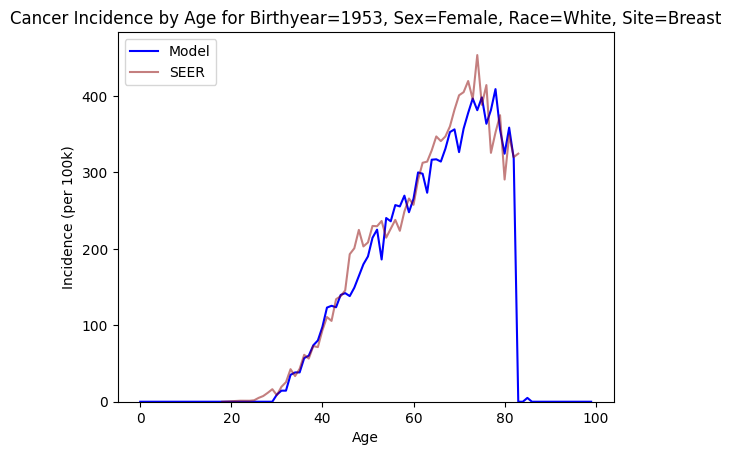 Cancer Incidence by Age for Birthyear=1953, Sex=Female, Race=White, Site=Breast
Model
SEER
400
300
200
100
0
Incidence (per 100k)
0 20 40 60 80 100
Age